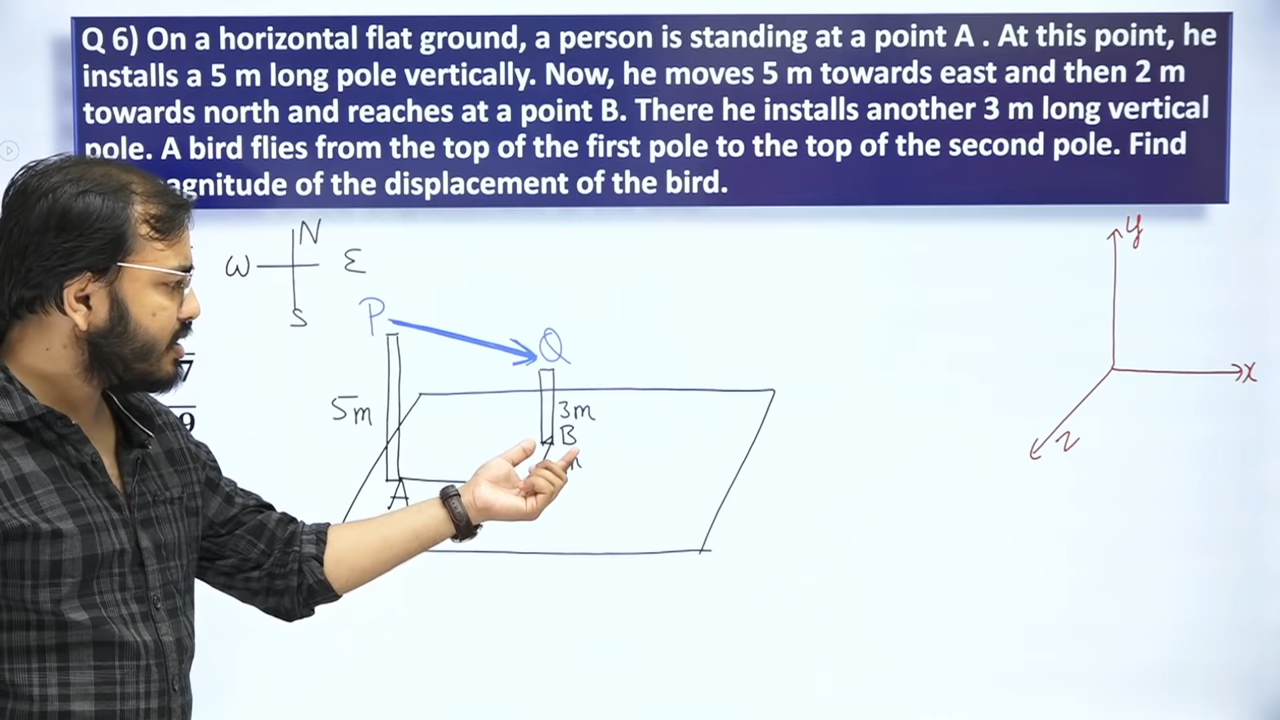 Q 6) On a horizontal flat ground, a person is standing at a point A . At this point, he
installs a 5 m long pole vertically. Now, he moves 5 m towards east and then 2 m
towards north and reaches at a point B. There he installs another 3 m long vertical
pole. A bird flies from the top of the first pole to the top of the second pole. Find
of the displacement of the bird.
N
W E
S
P
Q
5m
3m
B
A
7
9
y
x
z